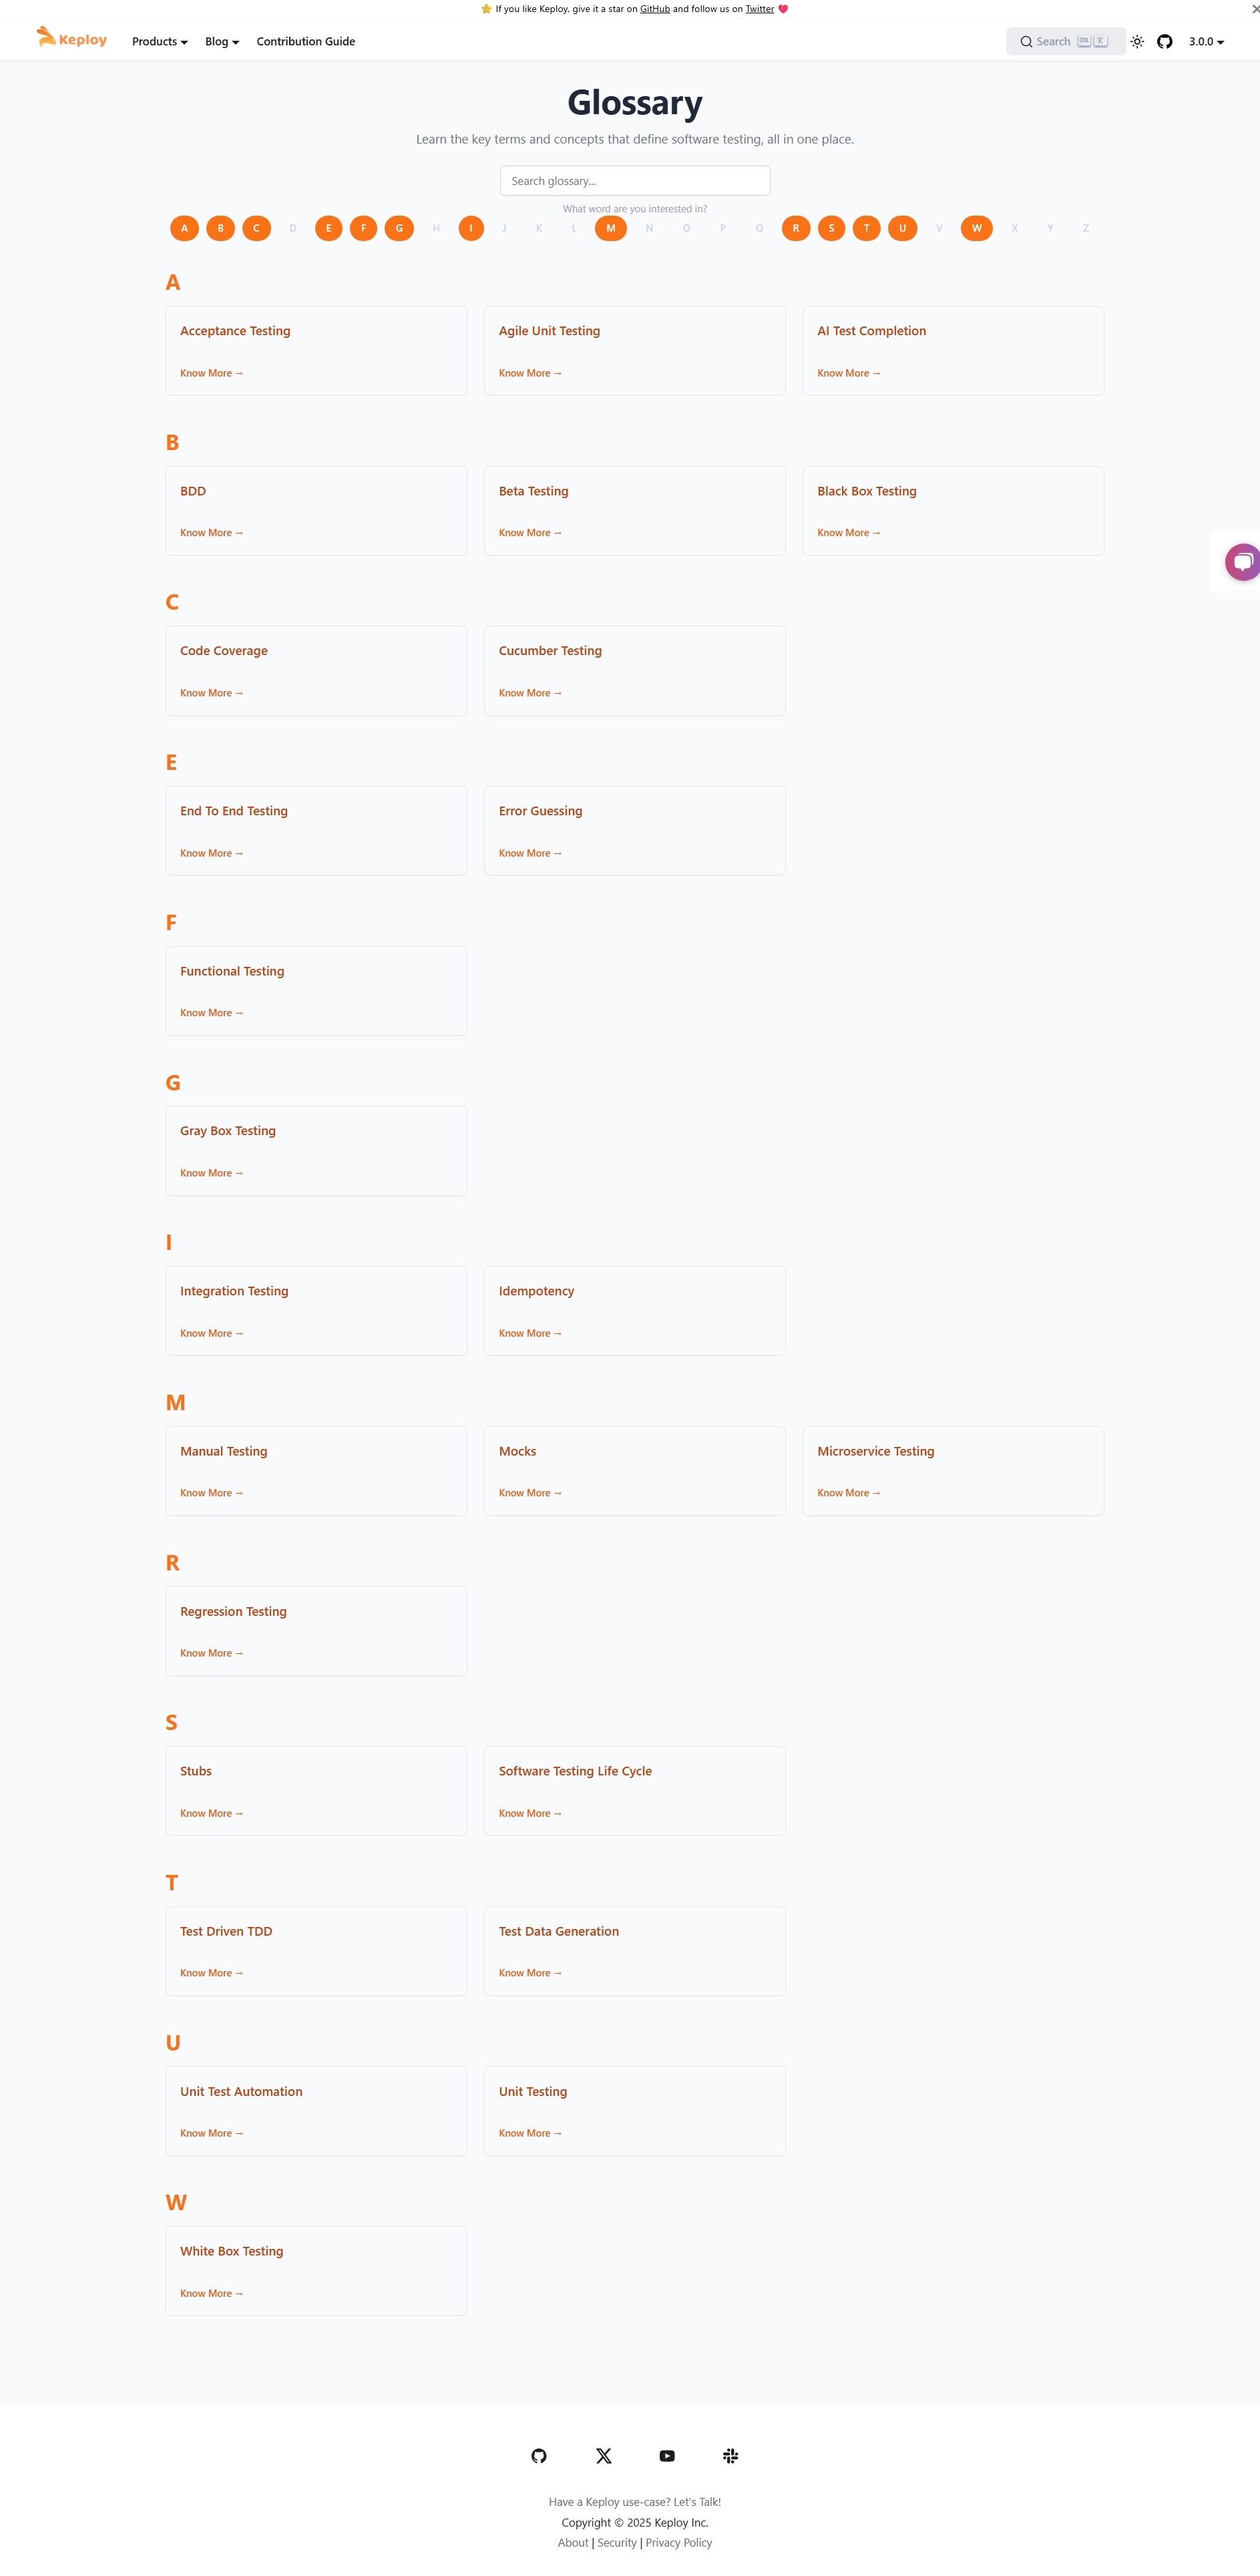 ⭐ If you like Keploy, give it a star on GitHub and follow us on Twitter ❤️
Keploy Products Blog Contribution Guide Search CTRL K 3.0.0
Glossary
Learn the key terms and concepts that define software testing, all in one place.
Search glossary...
What word are you interested in?
A B C D E F G H I J K L M N O P Q R S T U V W X Y Z
A
Acceptance Testing Agile Unit Testing AI Test Completion
Know More → Know More → Know More →
B
BDD Beta Testing Black Box Testing
Know More → Know More → Know More →
C
Code Coverage Cucumber Testing
Know More → Know More →
E
End To End Testing Error Guessing
Know More → Know More →
F
Functional Testing
Know More →
G
Gray Box Testing
Know More →
I
Integration Testing Idempotency
Know More → Know More →
M
Manual Testing Mocks Microservice Testing
Know More → Know More → Know More →
R
Regression Testing
Know More →
S
Stubs Software Testing Life Cycle
Know More → Know More →
T
Test Driven TDD Test Data Generation
Know More → Know More →
U
Unit Test Automation Unit Testing
Know More → Know More →
W
White Box Testing
Know More →
Have a Keploy use-case? Let's Talk!
Copyright © 2025 Keploy Inc.
About | Security | Privacy Policy